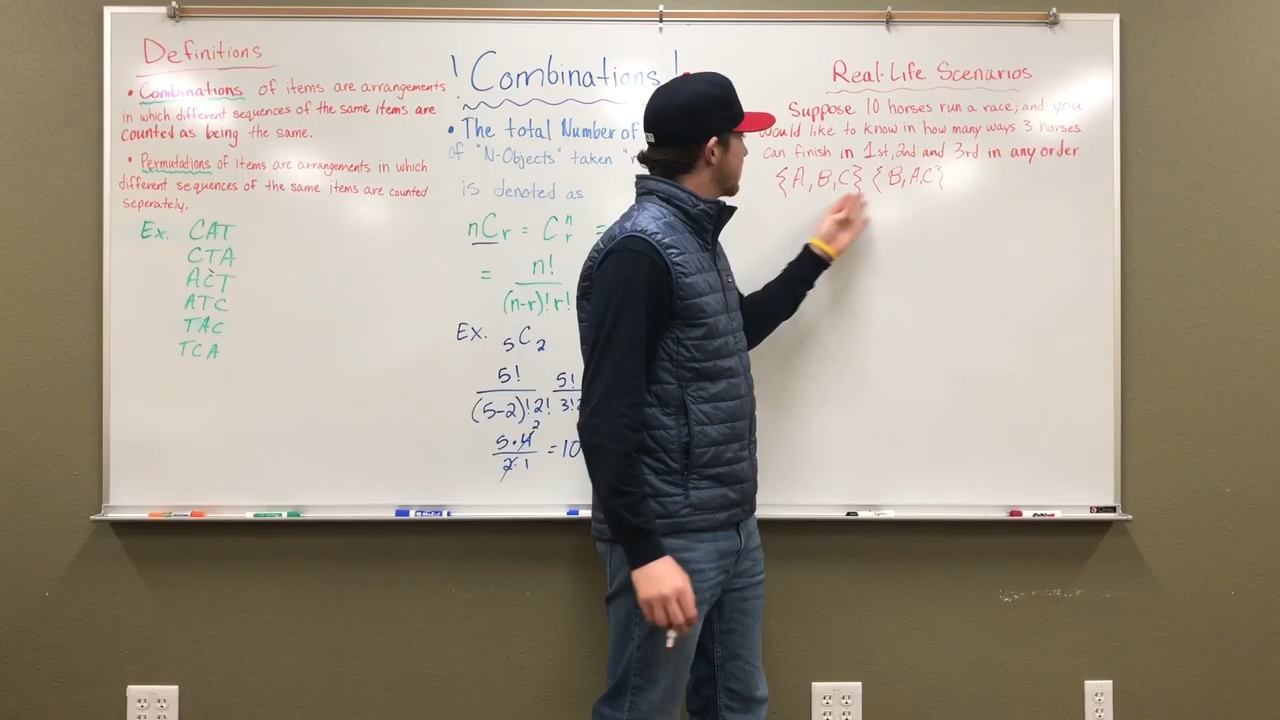 Definitions
• Combinations of items are arrangements
in which different sequences of the same items are
counted as being the same.
• Permutations of items are arrangements in which
different sequences of the same items are counted
seperately.
Ex. CAT
CTA
ACT
ATC
TAC
TCA
! Combinations !
• The total Number of
of "N-Objects" taken
is denoted as
nCr = C^n_r =
= n!/(n-r)!r!
Ex. 5C2
5!/(5-2)!2! 5!/3!2
5·4²/2·1 = 10
Real-Life Scenarios
Suppose 10 horses run a race, and you
would like to know in how many ways 3 horses
can finish in 1st, 2nd and 3rd in any order.
{A, B, C} {B, A, C}